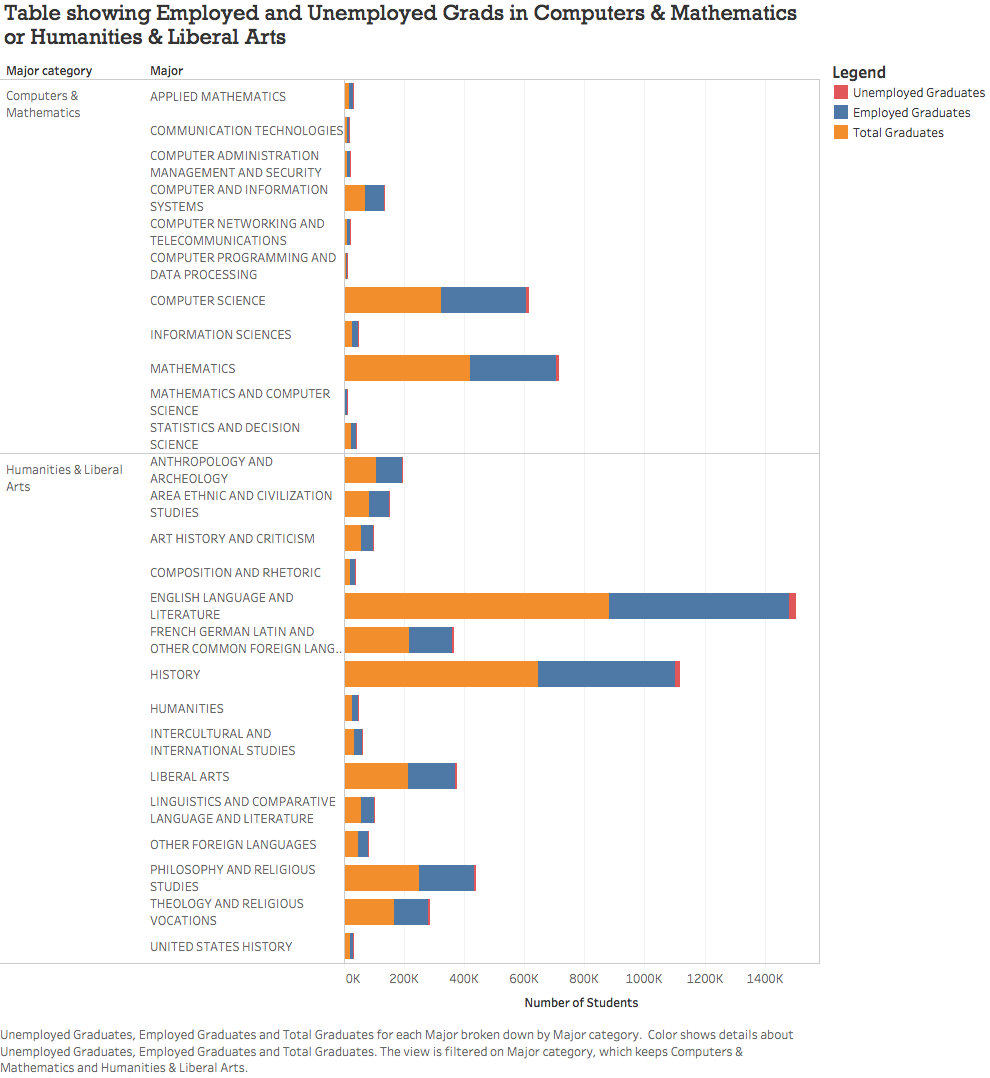 Table showing Employed and Unemployed Grads in Computers & Mathematics
or Humanities & Liberal Arts
Major category
Major
Legend
Unemployed Graduates
Employed Graduates
Total Graduates
Computers &
Mathematics
APPLIED MATHEMATICS
COMMUNICATION TECHNOLOGIES
COMPUTER ADMINISTRATION
MANAGEMENT AND SECURITY
COMPUTER AND INFORMATION
SYSTEMS
COMPUTER NETWORKING AND
TELECOMMUNICATIONS
COMPUTER PROGRAMMING AND
DATA PROCESSING
COMPUTER SCIENCE
INFORMATION SCIENCES
MATHEMATICS
MATHEMATICS AND COMPUTER
SCIENCE
STATISTICS AND DECISION
SCIENCE
Humanities & Liberal
Arts
ANTHROPOLOGY AND
ARCHEOLOGY
AREA ETHNIC AND CIVILIZATION
STUDIES
ART HISTORY AND CRITICISM
COMPOSITION AND RHETORIC
ENGLISH LANGUAGE AND
LITERATURE
FRENCH GERMAN LATIN AND
OTHER COMMON FOREIGN LANG..
HISTORY
HUMANITIES
INTERCULTURAL AND
INTERNATIONAL STUDIES
LIBERAL ARTS
LINGUISTICS AND COMPARATIVE
LANGUAGE AND LITERATURE
OTHER FOREIGN LANGUAGES
PHILOSOPHY AND RELIGIOUS
STUDIES
THEOLOGY AND RELIGIOUS
VOCATIONS
UNITED STATES HISTORY
0K 200K 400K 600K 800K 1000K 1200K 1400K
Number of Students
Unemployed Graduates, Employed Graduates and Total Graduates for each Major broken down by Major category.  Color shows details about
Unemployed Graduates, Employed Graduates and Total Graduates. The view is filtered on Major category, which keeps Computers &
Mathematics and Humanities & Liberal Arts.